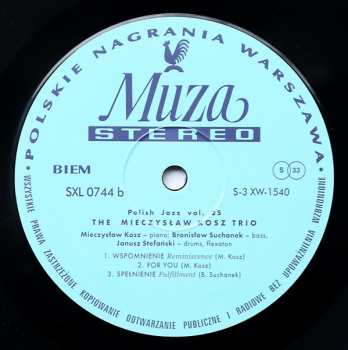 • POLSKIE NAGRANIA WARSZAWA •
Muza
STEREO
BIEM
S 33
SXL 0744 b
S-3 XW-1540
Polish Jazz vol. 25
THE MIECZYSŁAW KOSZ TRIO
Mieczysław Kosz — piano; Bronisław Suchanek — bass,
Janusz Stefański — drums, flexaton
1. WSPOMNIENIE Reminiscence (M. Kosz)
2. FOR YOU (M. Kosz)
3. SPEŁNIENIE Fulfillment (B. Suchanek)
WSZYSTKIE PRAWA ZASTRZEŻONE KOPIOWANIE ODTWARZANIE PUBLICZNE I RADIOWE BEZ UPOWAŻNIENIA WZBRONIONE